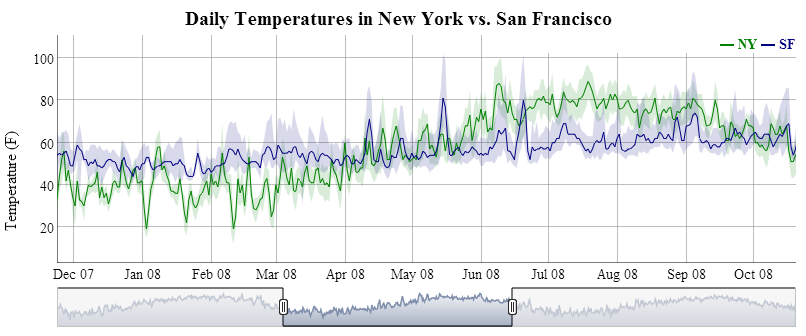 Daily Temperatures in New York vs. San Francisco
NY SF
100
80
60
40
20
Temperature (F)
Dec 07 Jan 08 Feb 08 Mar 08 Apr 08 May 08 Jun 08 Jul 08 Aug 08 Sep 08 Oct 08